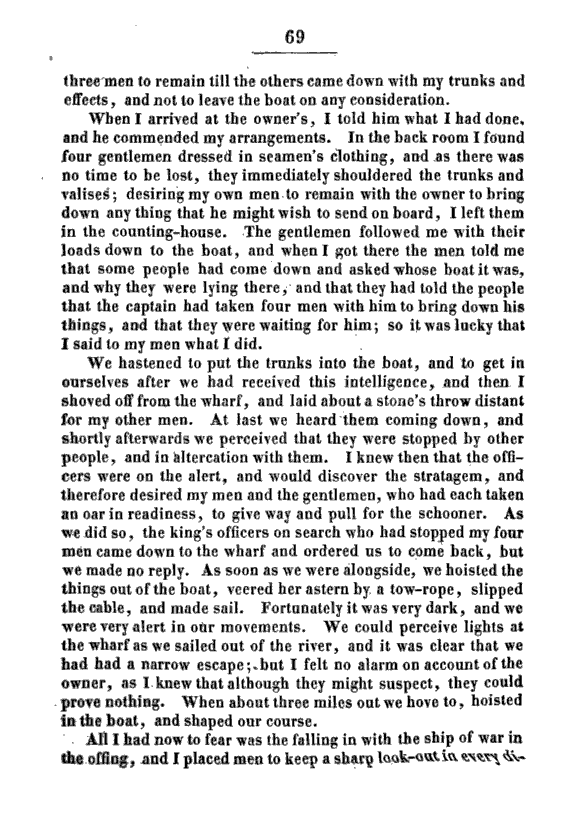 69
three men to remain till the others came down with my trunks and
effects, and not to leave the boat on any consideration.
When I arrived at the owner's, I told him what I had done,
and he commended my arrangements. In the back room I found
four gentlemen dressed in seamen's clothing, and as there was
no time to be lost, they immediately shouldered the trunks and
valises; desiring my own men to remain with the owner to bring
down any thing that he might wish to send on board, I left them
in the counting-house. The gentlemen followed me with their
loads down to the boat, and when I got there the men told me
that some people had come down and asked whose boat it was,
and why they were lying there, and that they had told the people
that the captain had taken four men with him to bring down his
things, and that they were waiting for him; so it was lucky that
I said to my men what I did.
We hastened to put the trunks into the boat, and to get in
ourselves after we had received this intelligence, and then I
shoved off from the wharf, and laid about a stone's throw distant
for my other men. At last we heard them coming down, and
shortly afterwards we perceived that they were stopped by other
people, and in altercation with them. I knew then that the offi-
cers were on the alert, and would discover the stratagem, and
therefore desired my men and the gentlemen, who had each taken
an oar in readiness, to give way and pull for the schooner. As
we did so, the king's officers on search who had stopped my four
men came down to the wharf and ordered us to come back, but
we made no reply. As soon as we were alongside, we hoisted the
things out of the boat, veered her astern by a tow-rope, slipped
the cable, and made sail. Fortunately it was very dark, and we
were very alert in our movements. We could perceive lights at
the wharf as we sailed out of the river, and it was clear that we
had had a narrow escape; but I felt no alarm on account of the
owner, as I knew that although they might suspect, they could
prove nothing. When about three miles out we hove to, hoisted
in the boat, and shaped our course.
All I had now to fear was the falling in with the ship of war in
the offing, and I placed men to keep a sharp look-out in every di-